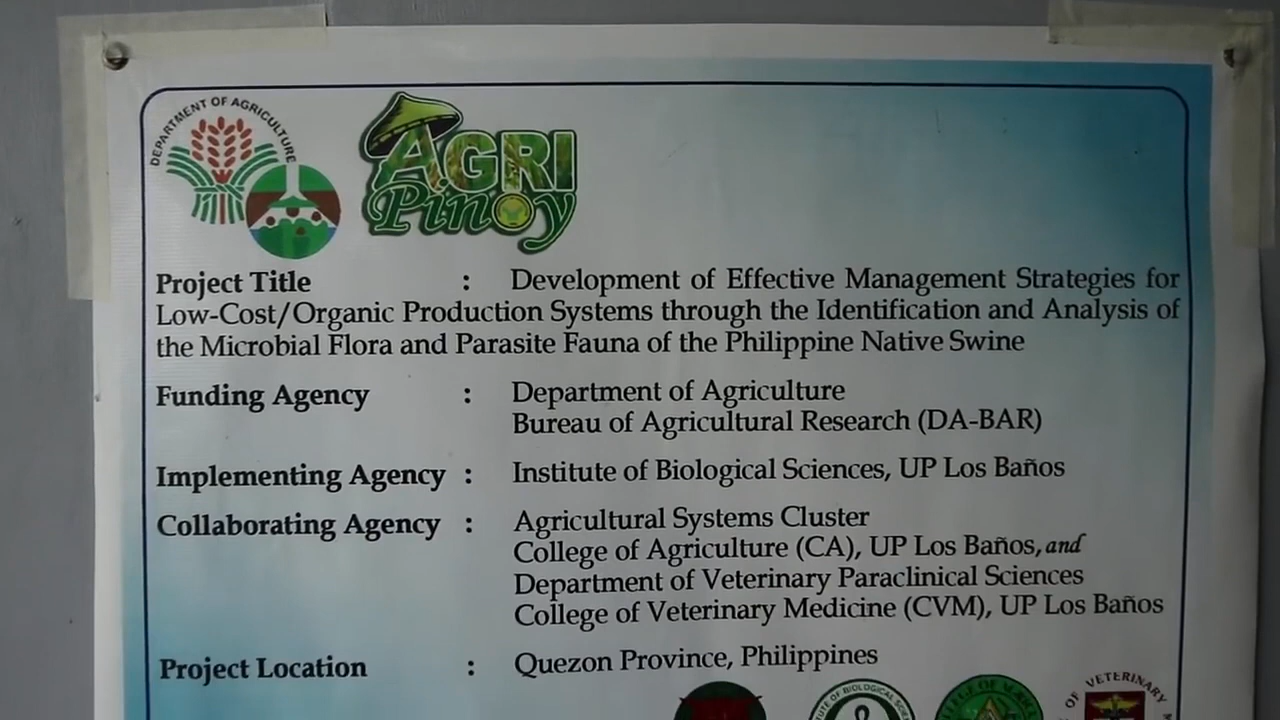 DEPARTMENT OF AGRICULTURE
AGRI
Pinoy
Project Title : Development of Effective Management Strategies for
Low-Cost/Organic Production Systems through the Identification and Analysis of
the Microbial Flora and Parasite Fauna of the Philippine Native Swine
Funding Agency : Department of Agriculture
Bureau of Agricultural Research (DA-BAR)
Implementing Agency : Institute of Biological Sciences, UP Los Baños
Collaborating Agency : Agricultural Systems Cluster
College of Agriculture (CA), UP Los Baños, and
Department of Veterinary Paraclinical Sciences
College of Veterinary Medicine (CVM), UP Los Baños
Project Location : Quezon Province, Philippines
OF BIOLOGICAL
OF VETERINARY